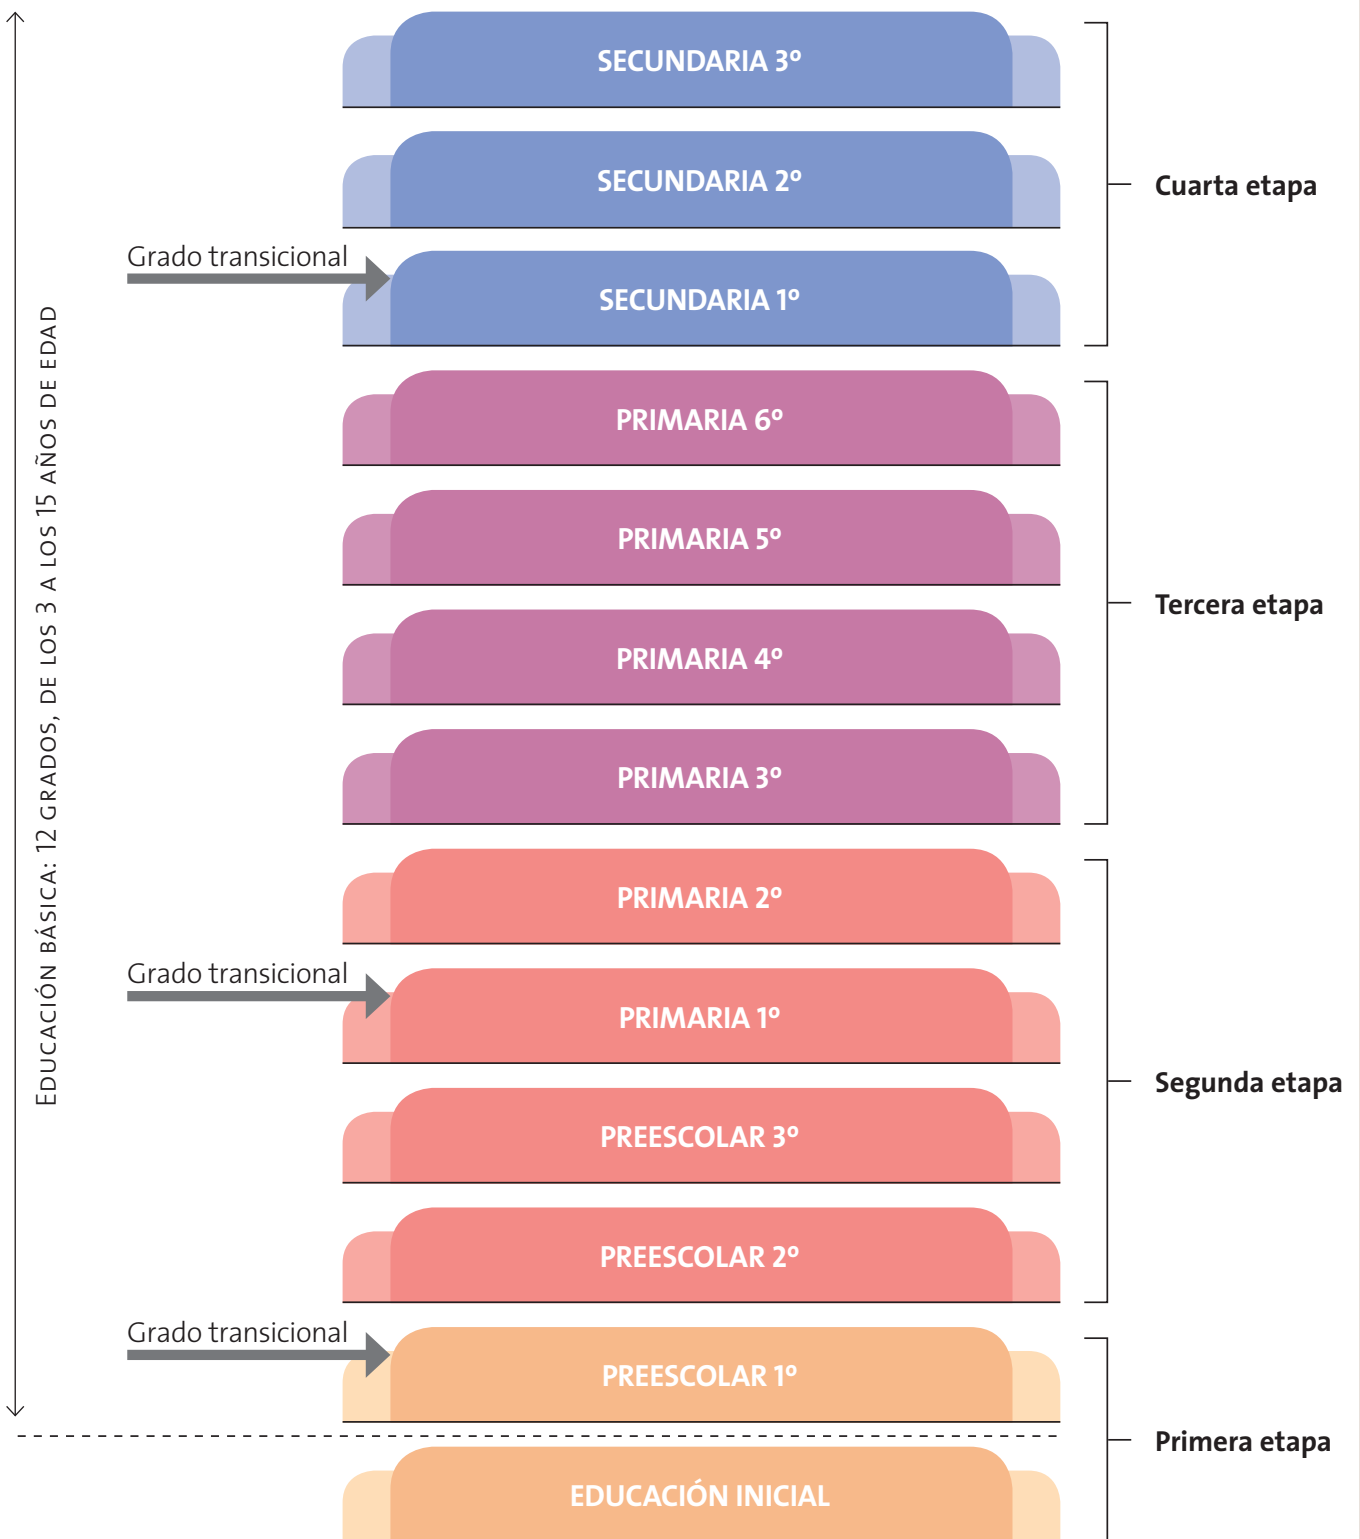 SECUNDARIA 3º
SECUNDARIA 2º
Cuarta etapa
Grado transicional
SECUNDARIA 1º
PRIMARIA 6º
PRIMARIA 5º
Tercera etapa
PRIMARIA 4º
PRIMARIA 3º
PRIMARIA 2º
Grado transicional
PRIMARIA 1º
Segunda etapa
PREESCOLAR 3º
PREESCOLAR 2º
Grado transicional
PREESCOLAR 1º
Primera etapa
EDUCACIÓN INICIAL
EDUCACIÓN BÁSICA: 12 GRADOS, DE LOS 3 A LOS 15 AÑOS DE EDAD